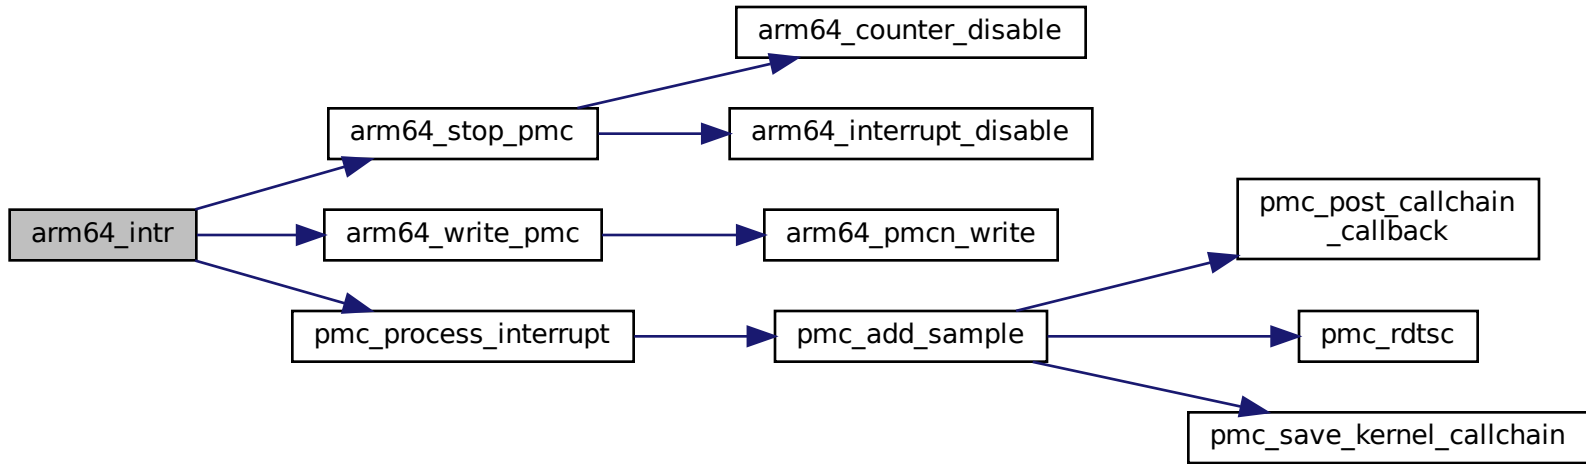 arm64_counter_disable
arm64_stop_pmc
arm64_interrupt_disable
arm64_intr
arm64_write_pmc
arm64_pmcn_write
pmc_post_callchain
_callback
pmc_process_interrupt
pmc_add_sample
pmc_rdtsc
pmc_save_kernel_callchain